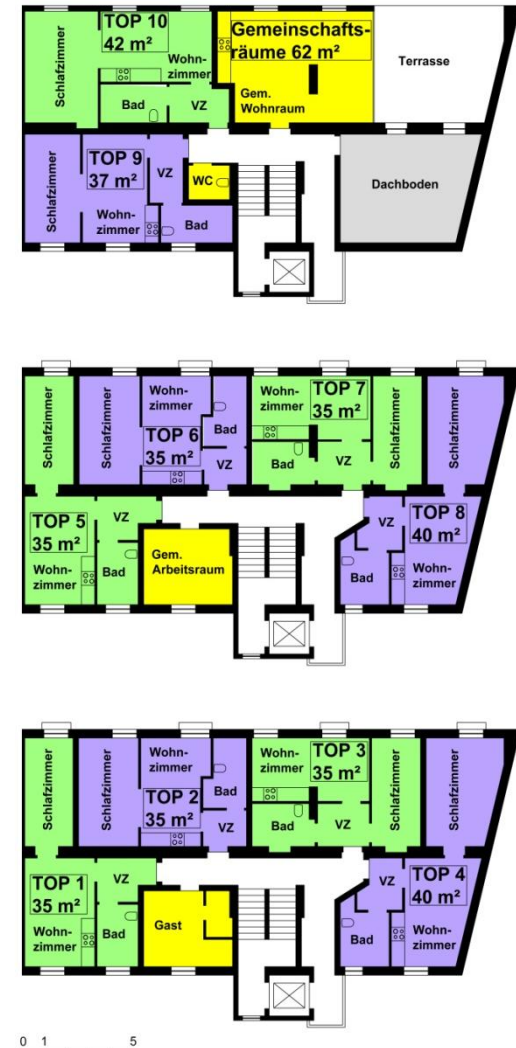 TOP 10
42 m²
Schlafzimmer
Wohn-
zimmer
Bad
VZ
Gemeinschafts-
räume 62 m²
Gem.
Wohnraum
Terrasse
TOP 9
37 m²
Schlafzimmer
VZ
WC
Wohn-
zimmer
Bad
Dachboden
Schlafzimmer
Schlafzimmer
Wohn-
zimmer
TOP 6
35 m²
Bad
VZ
Wohn-
zimmer
TOP 7
35 m²
Bad
VZ
Schlafzimmer
Schlafzimmer
TOP 5
35 m²
VZ
Wohn-
zimmer
Bad
Gem.
Arbeitsraum
VZ
TOP 8
40 m²
Bad
Wohn-
zimmer
Schlafzimmer
Schlafzimmer
Wohn-
zimmer
TOP 2
35 m²
Bad
VZ
Wohn-
zimmer
TOP 3
35 m²
Bad
VZ
Schlafzimmer
Schlafzimmer
TOP 1
35 m²
VZ
Wohn-
zimmer
Bad
Gast
VZ
TOP 4
40 m²
Bad
Wohn-
zimmer
0 1 5